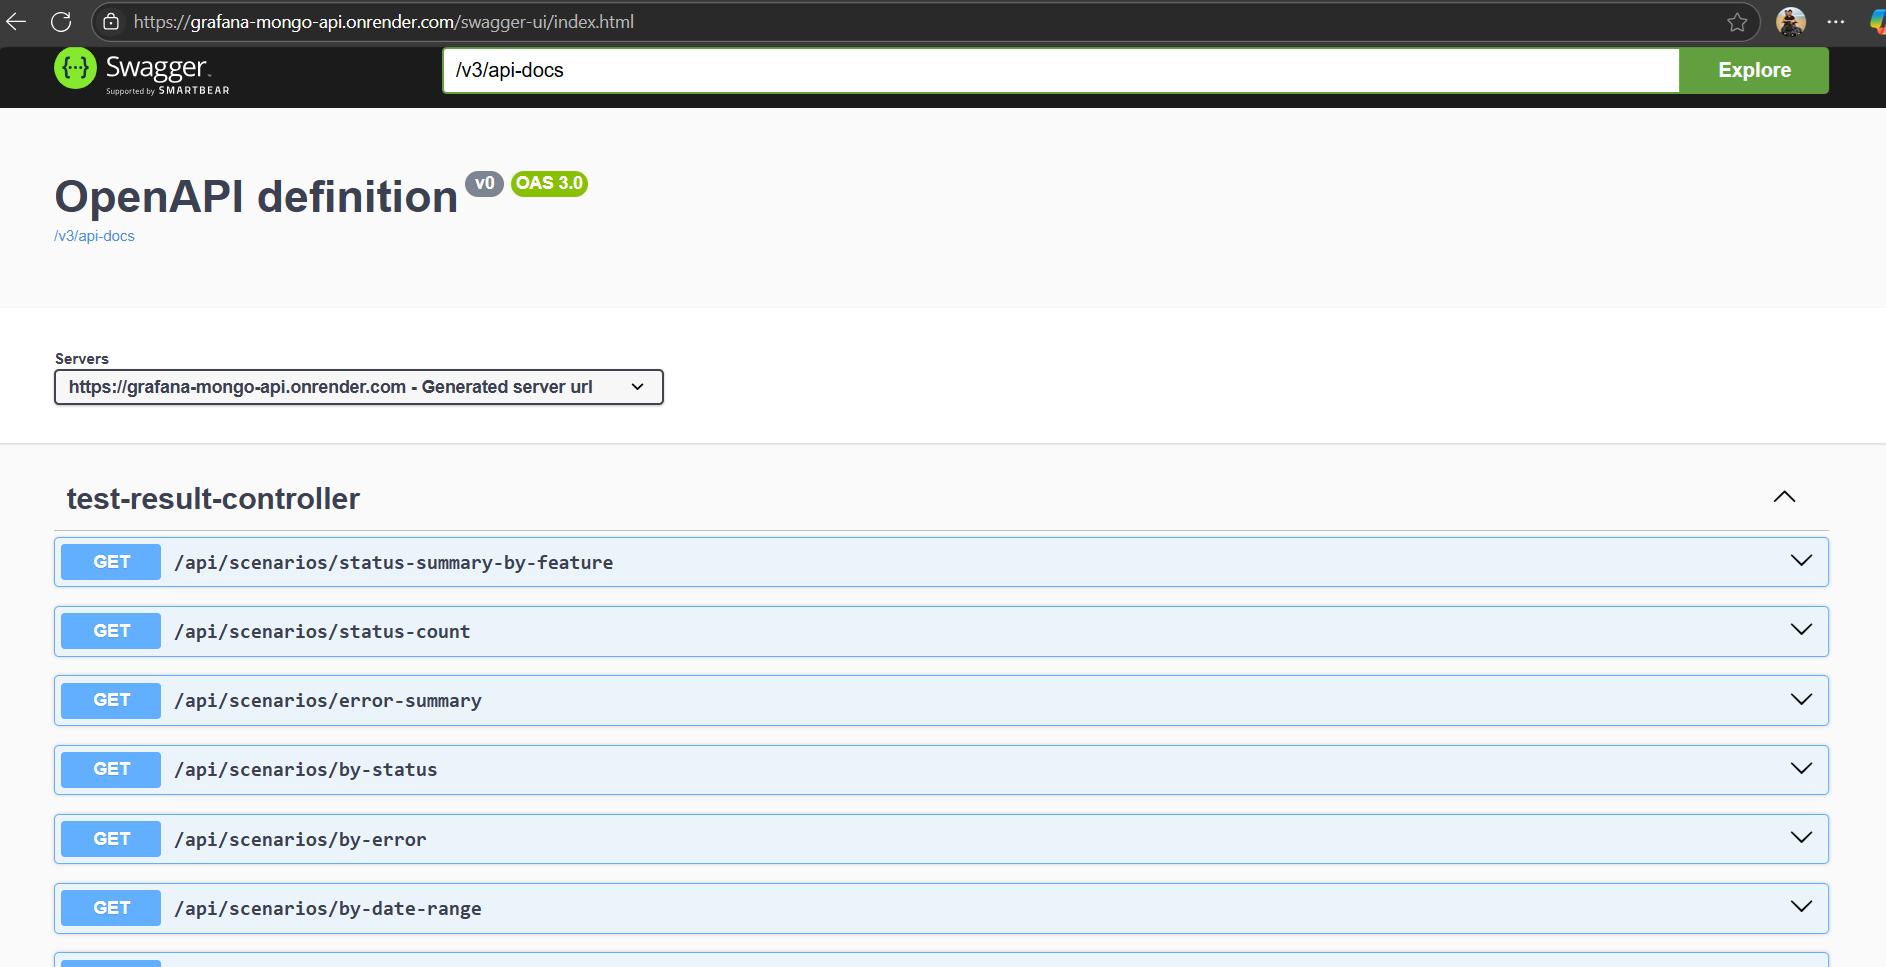 https://grafana-mongo-api.onrender.com/swagger-ui/index.html
Swagger
Supported by SMARTBEAR
/v3/api-docs
Explore
OpenAPI definition v0 OAS 3.0
/v3/api-docs
Servers
https://grafana-mongo-api.onrender.com - Generated server url
test-result-controller
GET /api/scenarios/status-summary-by-feature
GET /api/scenarios/status-count
GET /api/scenarios/error-summary
GET /api/scenarios/by-status
GET /api/scenarios/by-error
GET /api/scenarios/by-date-range